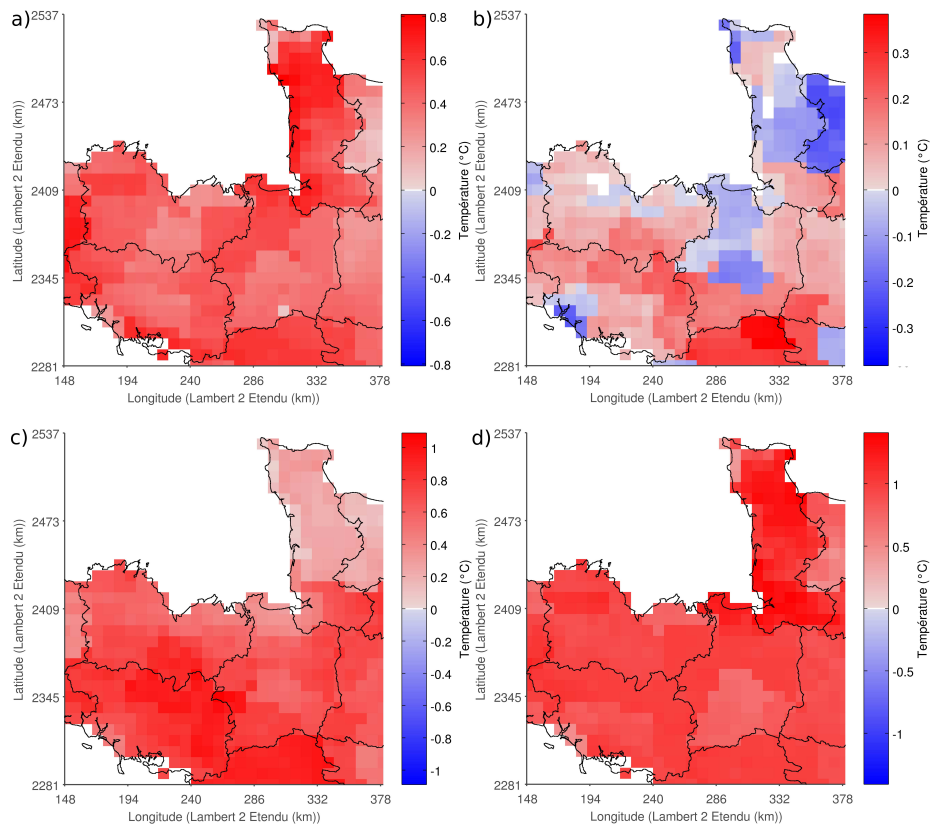 a)
2537
2473
2409
2345
2281
148 194 240 286 332 378
Latitude (Lambert 2 Etendu (km))
Longitude (Lambert 2 Etendu (km))
0.8
0.6
0.4
0.2
0
-0.2
-0.4
-0.6
-0.8
Température (°C)
b)
2537
2473
2409
2345
2281
148 194 240 286 332 378
Latitude (Lambert 2 Etendu (km))
Longitude (Lambert 2 Etendu (km))
0.3
0.2
0.1
0
-0.1
-0.2
-0.3
Température (°C)
c)
2537
2473
2409
2345
2281
148 194 240 286 332 378
Latitude (Lambert 2 Etendu (km))
Longitude (Lambert 2 Etendu (km))
1
0.8
0.6
0.4
0.2
0
-0.2
-0.4
-0.6
-0.8
-1
Température (°C)
d)
2537
2473
2409
2345
2281
148 194 240 286 332 378
Latitude (Lambert 2 Etendu (km))
Longitude (Lambert 2 Etendu (km))
1
0.5
0
-0.5
-1
Température (°C)